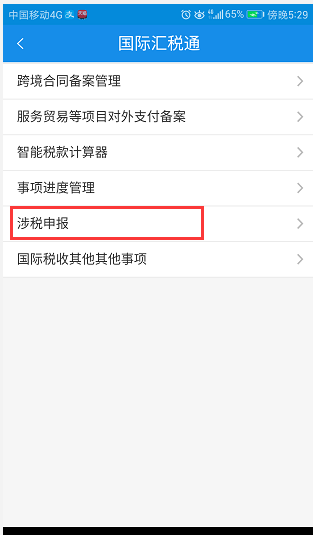 中国移动4G 65% 傍晚5:29
国际汇税通
跨境合同备案管理
服务贸易等项目对外支付备案
智能税款计算器
事项进度管理
涉税申报
国际税收其他其他事项